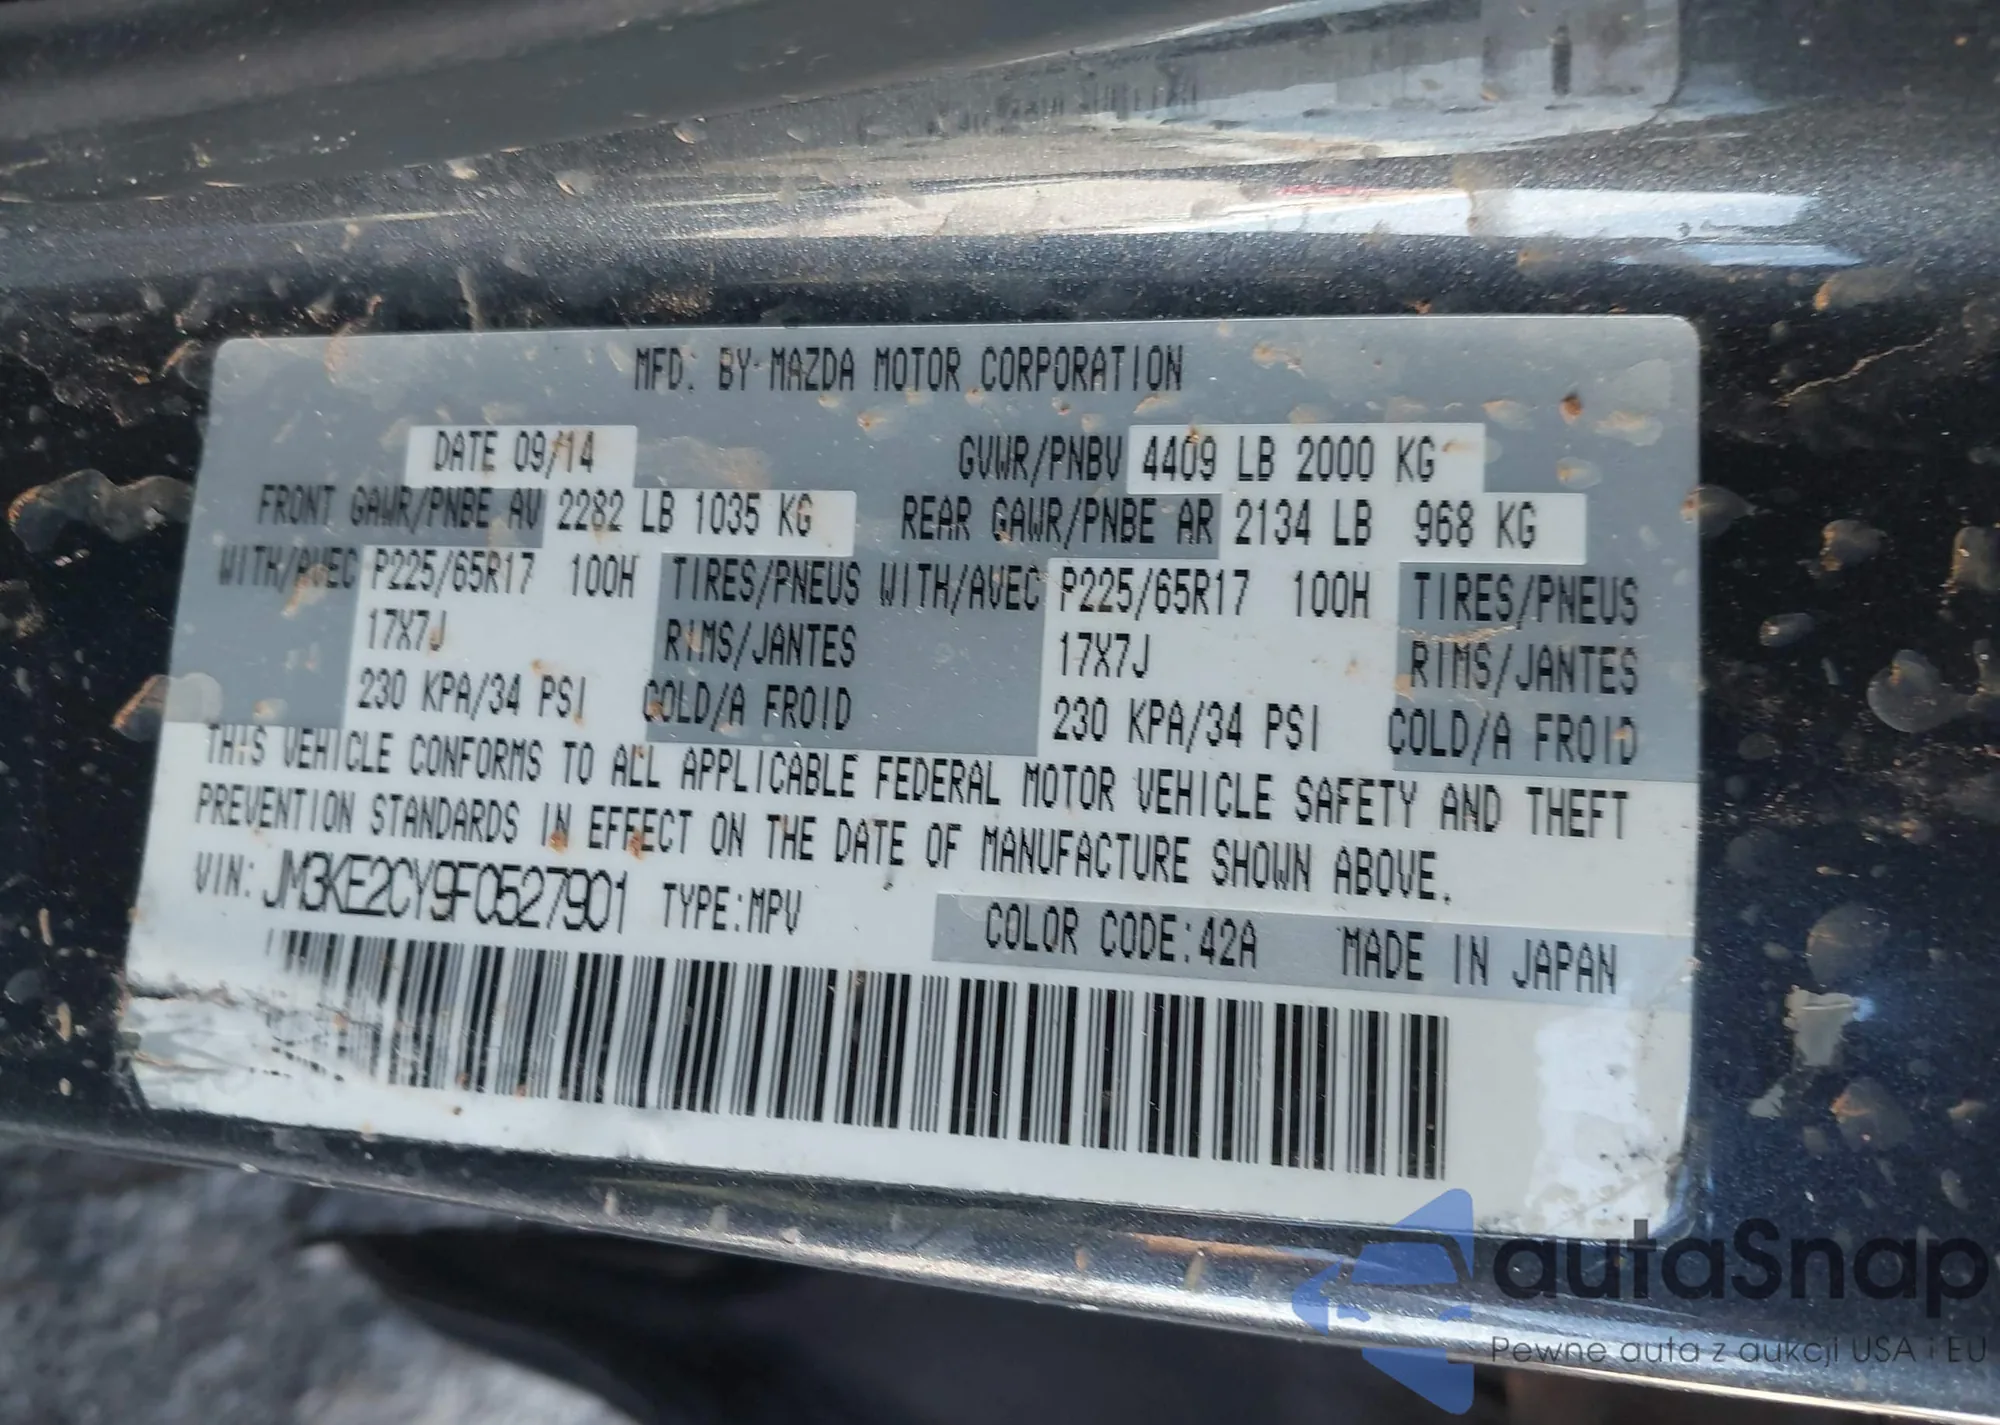 MFD. BY MAZDA MOTOR CORPORATION
DATE 09/14 GVWR/PNBV 4409 LB 2000 KG
FRONT GAWR/PNBE AV 2282 LB 1035 KG REAR GAWR/PNBE AR 2134 LB 968 KG
WITH/AVEC P225/65R17 100H TIRES/PNEUS WITH/AVEC P225/65R17 100H TIRES/PNEUS
17X7J RIMS/JANTES 17X7J RIMS/JANTES
230 KPA/34 PSI COLD/A FROID 230 KPA/34 PSI COLD/A FROID
THIS VEHICLE CONFORMS TO ALL APPLICABLE FEDERAL MOTOR VEHICLE SAFETY AND THEFT
PREVENTION STANDARDS IN EFFECT ON THE DATE OF MANUFACTURE SHOWN ABOVE.
VIN: JM3KE2CY9F0527901 TYPE:MPV COLOR CODE:42A MADE IN JAPAN
autaSnap
Pewne auta z aukcji USA i EU